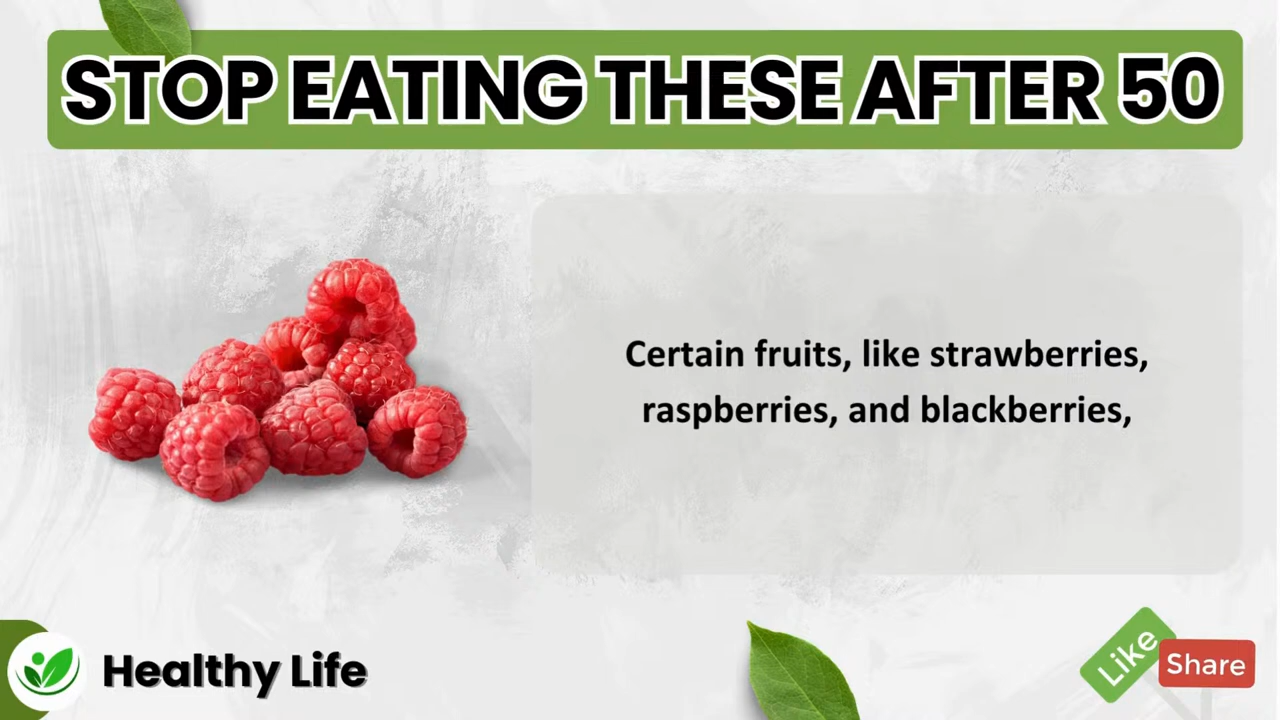 STOP EATING THESE AFTER 50
Certain fruits, like strawberries,
raspberries, and blackberries,
Healthy Life
Like
Share